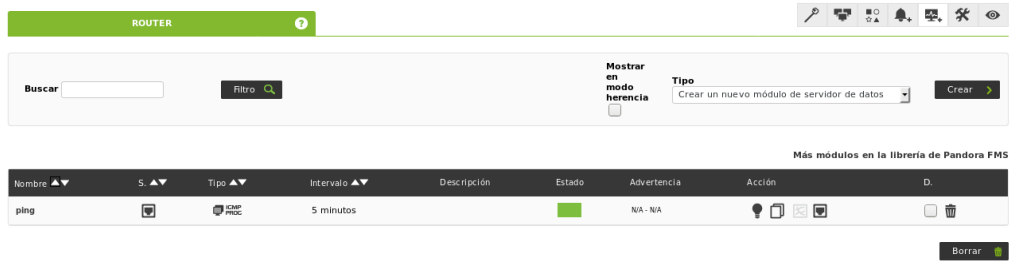 ROUTER
?
Buscar
Filtro
Mostrar
en
modo
herencia
Tipo
Crear un nuevo módulo de servidor de datos
Crear
Más módulos en la librería de Pandora FMS
Nombre S. Tipo Intervalo Descripción Estado Advertencia Acción D.
ping ICMP PROC 5 minutos N/A - N/A
Borrar